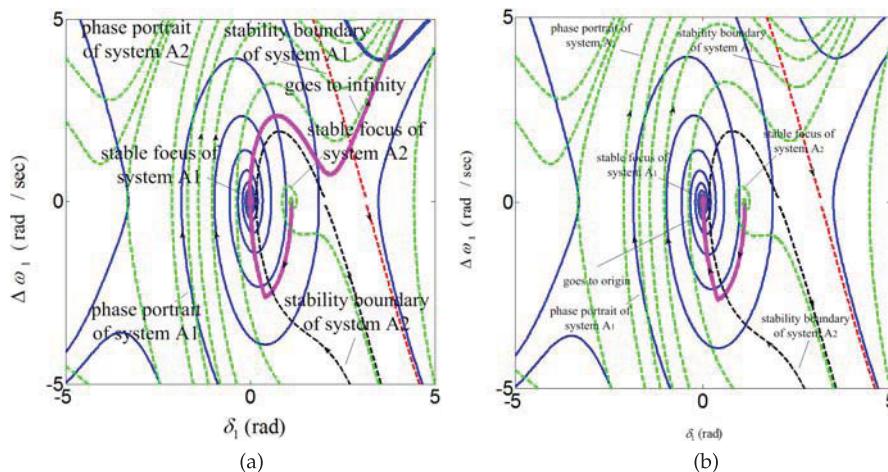 5
phase portrait
of system A2
stability boundary
of system A1
goes to infinity
stable focus of
system A2
stable focus of
system A1
0
phase portrait
of system A1
stability boundary
of system A2
-5
-5
0
5
Δ ω₁ (rad / sec)
δ₁ (rad)
(a)
5
phase portrait of
stability boundary
of system A₁
stable focus of
system A₂
stable focus of
system A₁
0
goes to origin
phase portrait of
system A₁
stability boundary
of system A₂
-5
-5
0
5
Δ ω₁ (rad / sec)
δ₁ (rad)
(b)